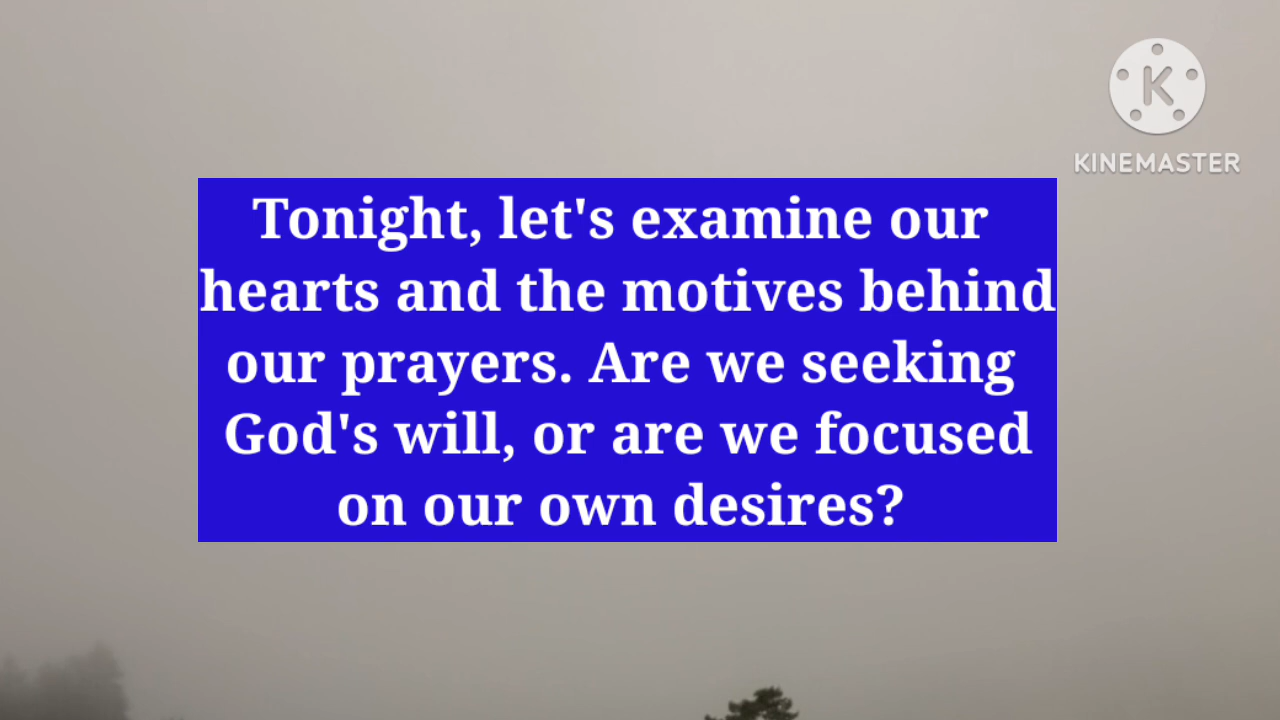 K
KINEMASTER
Tonight, let's examine our
hearts and the motives behind
our prayers. Are we seeking
God's will, or are we focused
on our own desires?